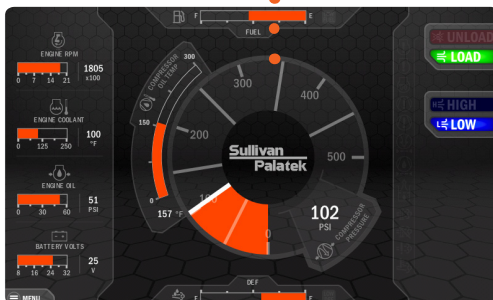 F
E
FUEL
ENGINE RPM
1805
x100
0 7 14 21
ENGINE COOLANT
100
°F
0 125 250
ENGINE OIL
51
PSI
0 30 60
BATTERY VOLTS
25
V
8 16 24 32
MENU
COMPRESSOR
OIL TEMP
300
150
0
157 °F
0
100
200
300
400
500
Sullivan
Palatek
102
PSI
COMPRESSOR
PRESSURE
DEF
F
UNLOAD
LOAD
HIGH
LOW